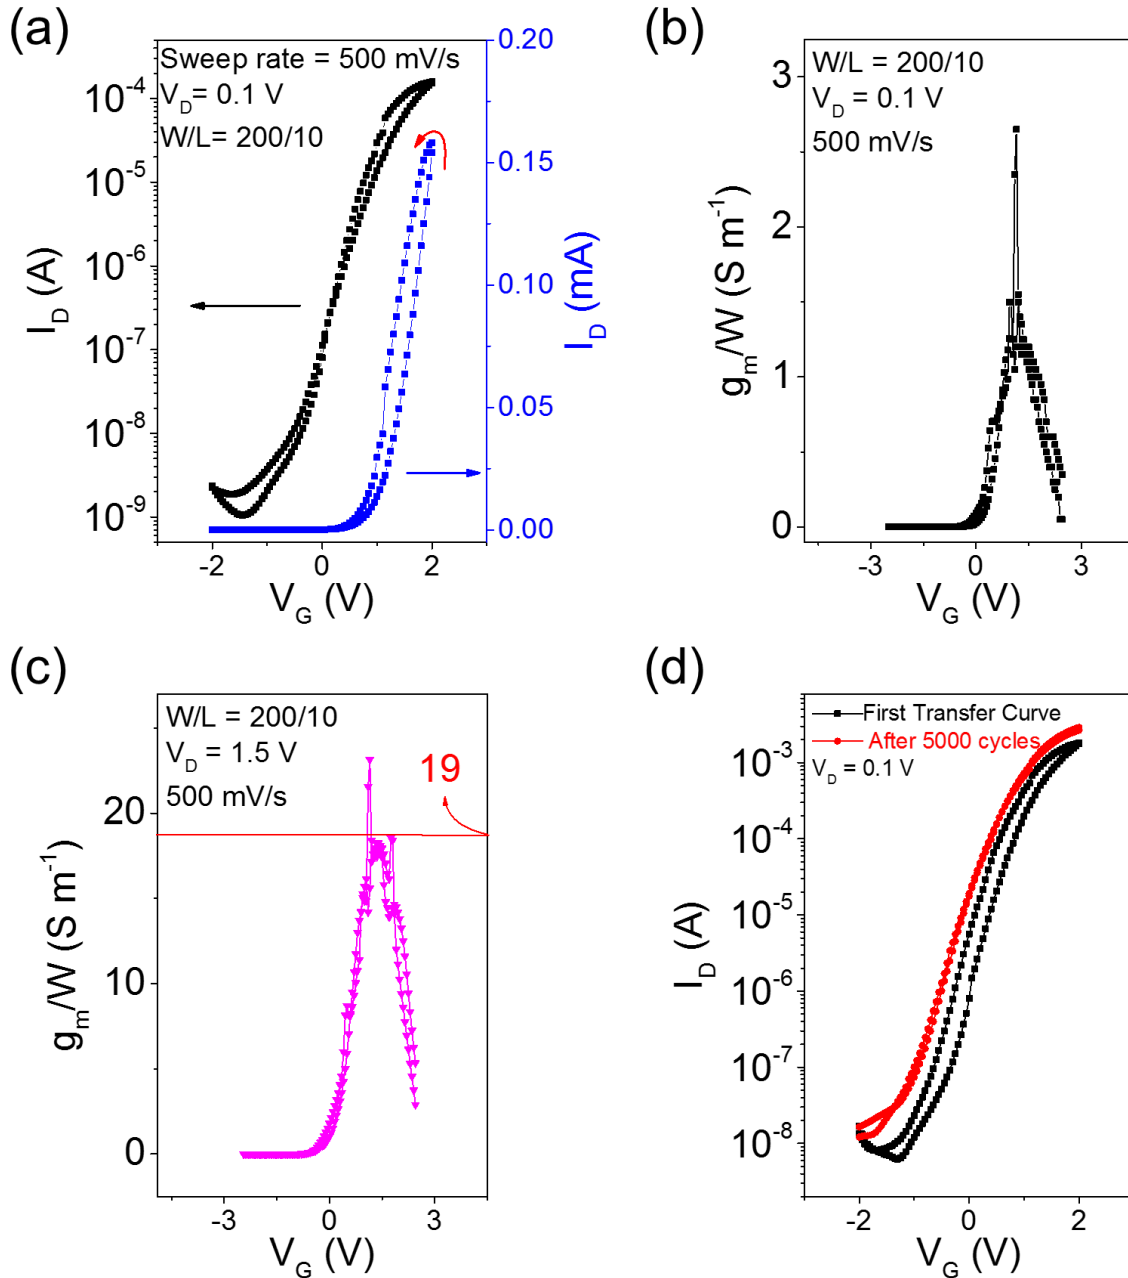 (a)
Sweep rate = 500 mV/s
V_D= 0.1 V
W/L= 200/10
10^-4
10^-5
10^-6
10^-7
10^-8
10^-9
I_D (A)
0.20
0.15
0.10
0.05
0.00
I_D (mA)
-2 0 2
V_G (V)
(b)
W/L = 200/10
V_D = 0.1 V
500 mV/s
3
2
1
0
g_m/W (S m^-1)
-3 0 3
V_G (V)
(c)
W/L = 200/10
V_D = 1.5 V
500 mV/s
19
20
10
0
g_m/W (S m^-1)
-3 0 3
V_G (V)
(d)
First Transfer Curve
After 5000 cycles
V_D = 0.1 V
10^-3
10^-4
10^-5
10^-6
10^-7
10^-8
I_D (A)
-2 0 2
V_G (V)